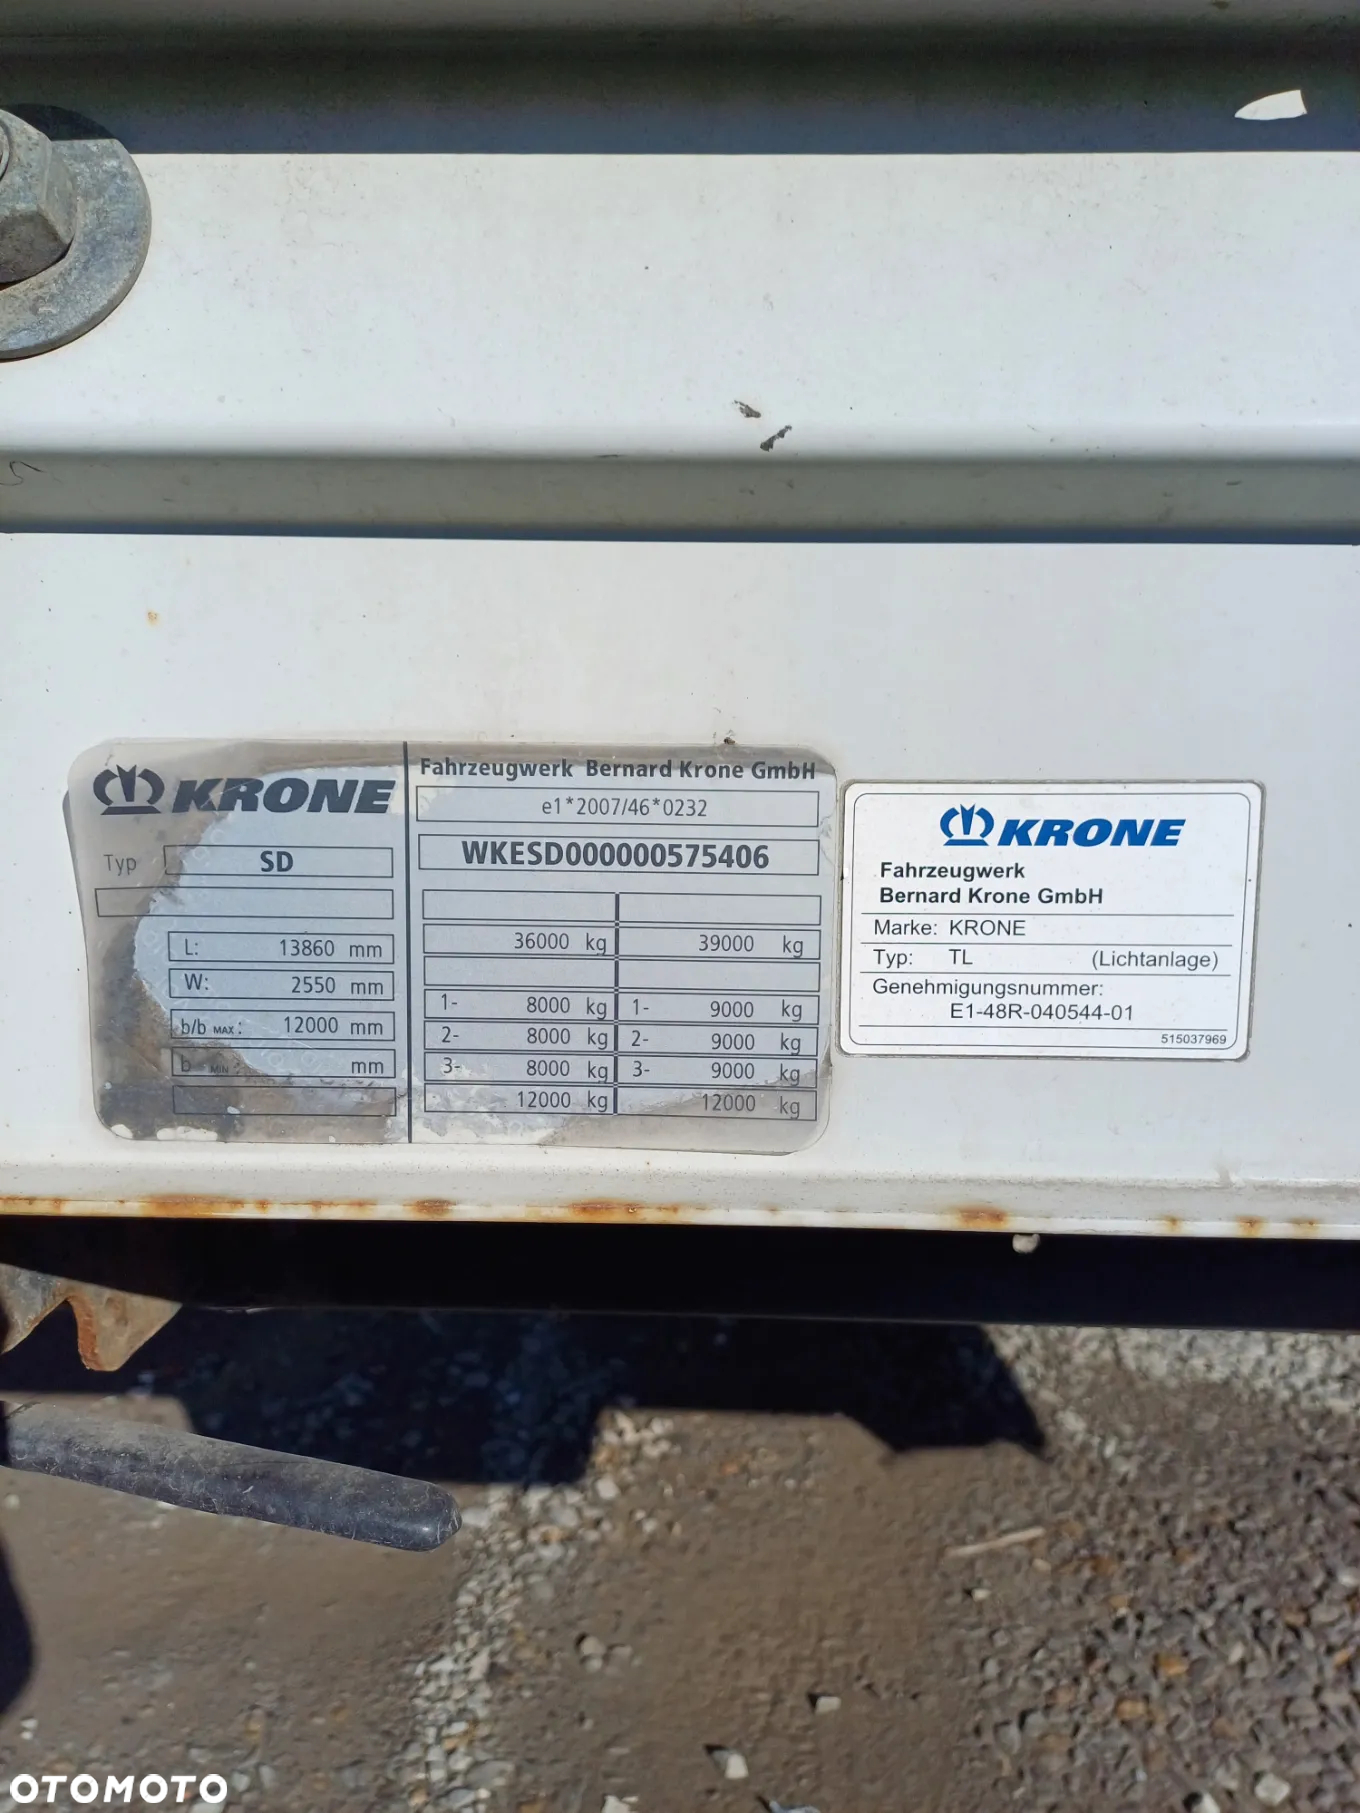 KRONE
Typ SD
L: 13860 mm
W: 2550 mm
b/b MAX: 12000 mm
b MIN: mm
Fahrzeugwerk Bernard Krone GmbH
e1*2007/46*0232
WKESD000000575406
36000 kg 39000 kg
1- 8000 kg 1- 9000 kg
2- 8000 kg 2- 9000 kg
3- 8000 kg 3- 9000 kg
12000 kg 12000 kg
KRONE
Fahrzeugwerk
Bernard Krone GmbH
Marke: KRONE
Typ: TL (Lichtanlage)
Genehmigungsnummer:
E1-48R-040544-01
515037969
OTOMOTO